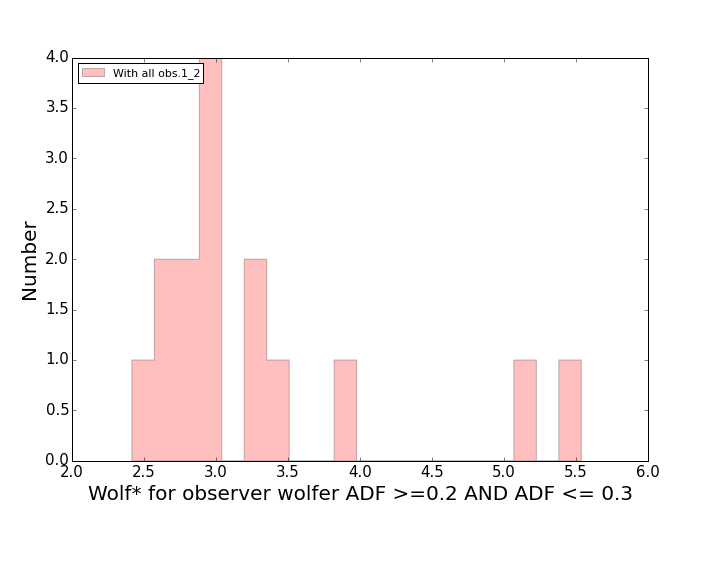 With all obs.1_2
4.0
3.5
3.0
2.5
2.0
1.5
1.0
0.5
0.0
Number
2.0 2.5 3.0 3.5 4.0 4.5 5.0 5.5 6.0
Wolf* for observer wolfer ADF >=0.2 AND ADF <= 0.3